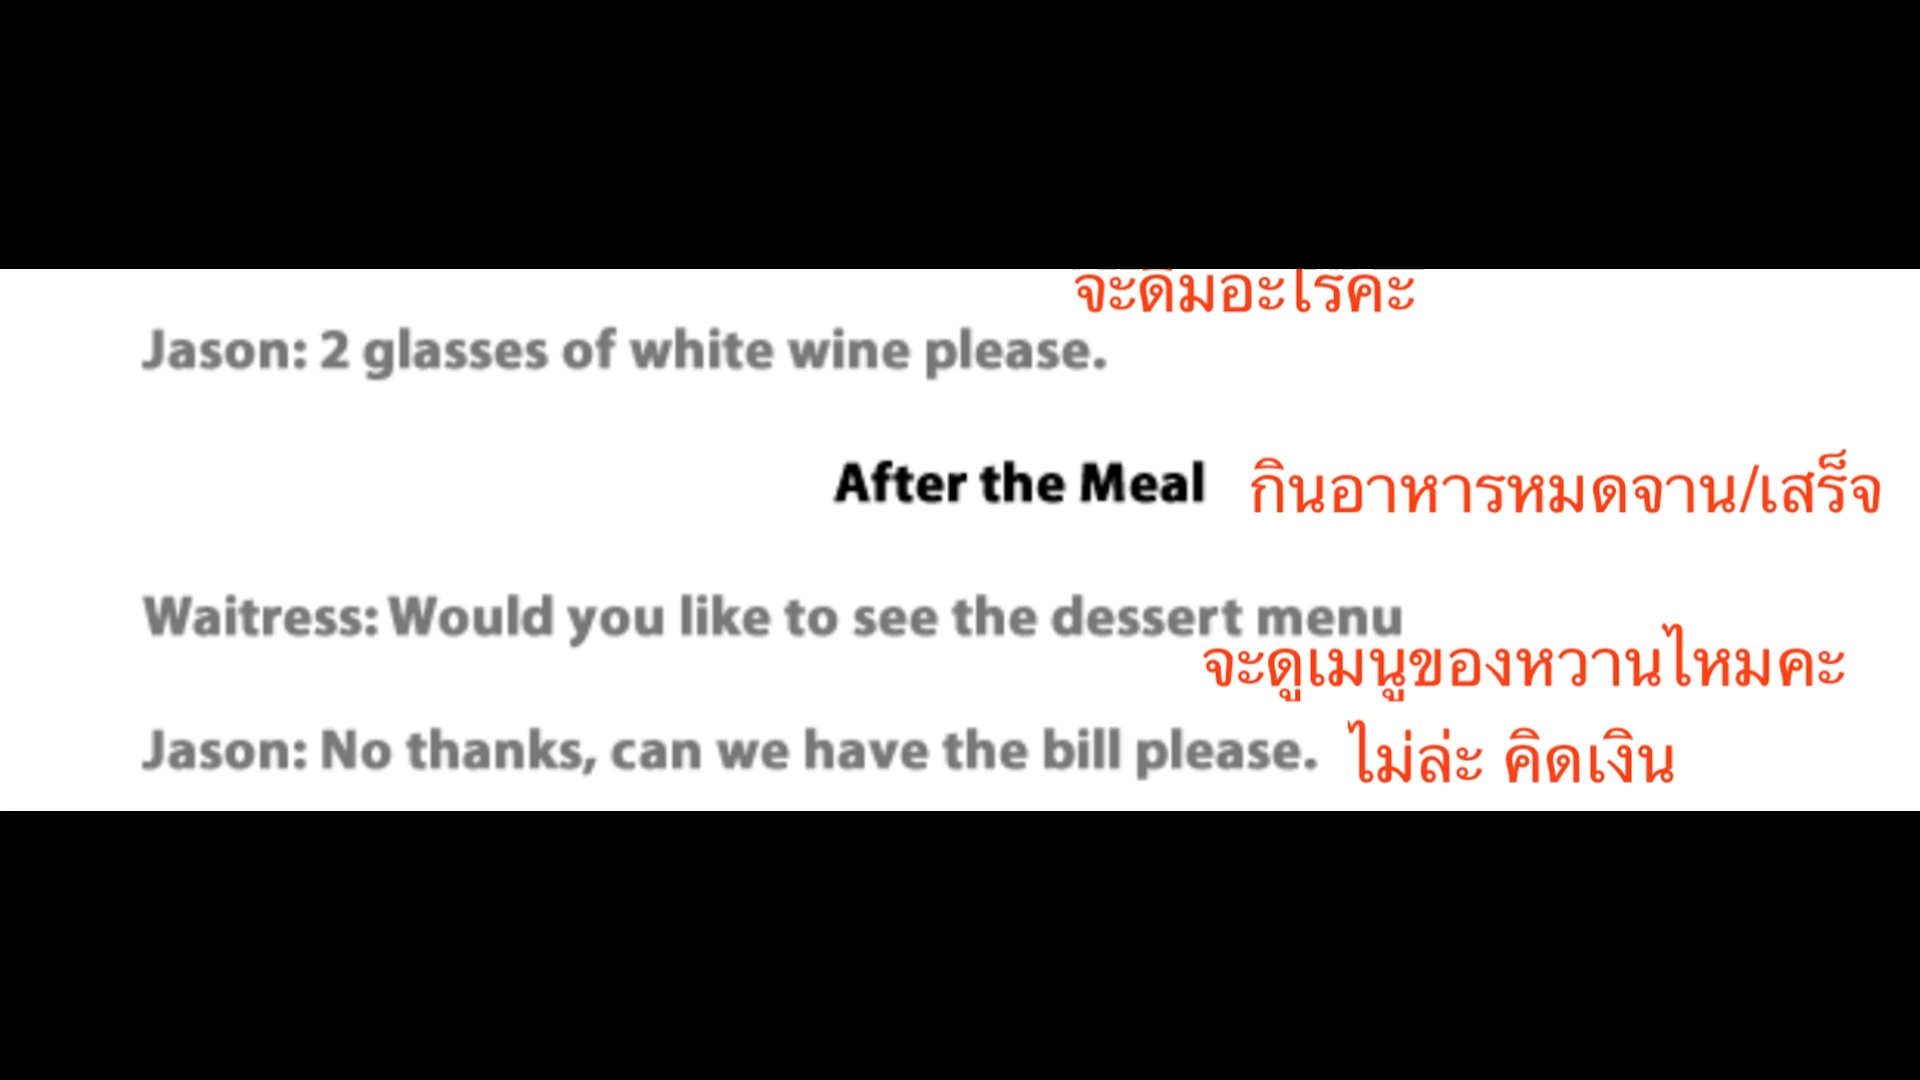 จะดื่มอะไรคะ
Jason: 2 glasses of white wine please.
After the Meal กินอาหารหมดจาน/เสร็จ
Waitress: Would you like to see the dessert menu
จะดูเมนูของหวานไหมคะ
Jason: No thanks, can we have the bill please. ไม่ล่ะ คิดเงิน